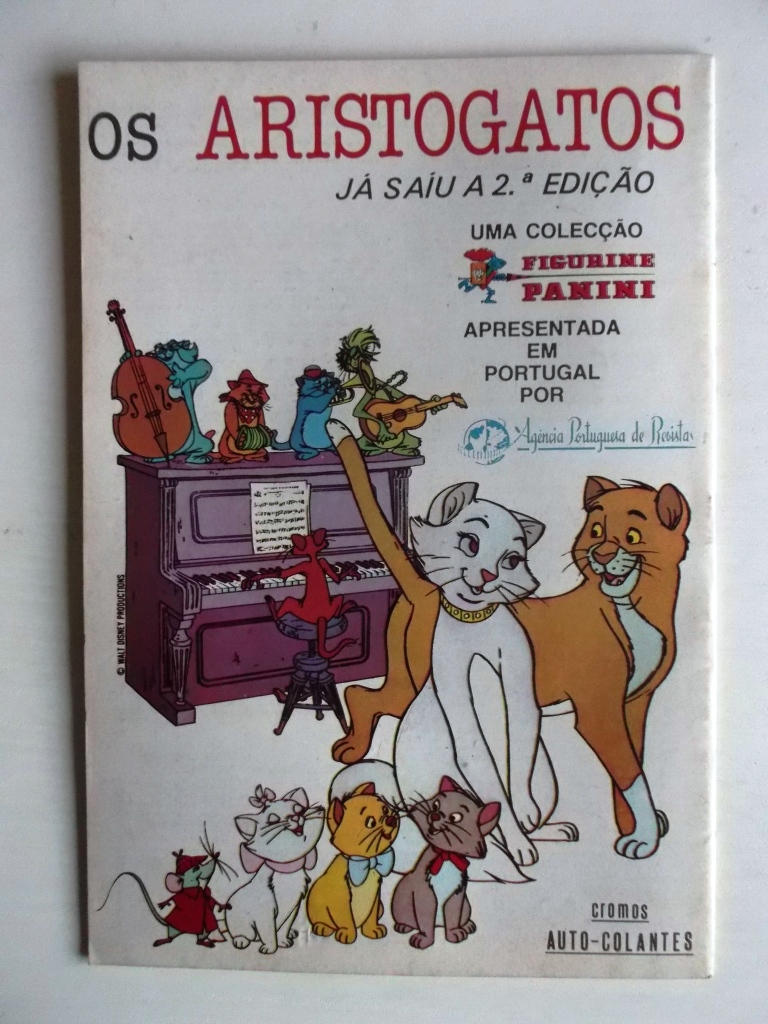 OS ARISTOGATOS
JÁ SAÍU A 2.ª EDIÇÃO
UMA COLECÇÃO
FIGURINE
PANINI
APRESENTADA
EM
PORTUGAL
POR
Agência Portuguesa de Revistas
© WALT DISNEY PRODUCTIONS
cromos
AUTO-COLANTES